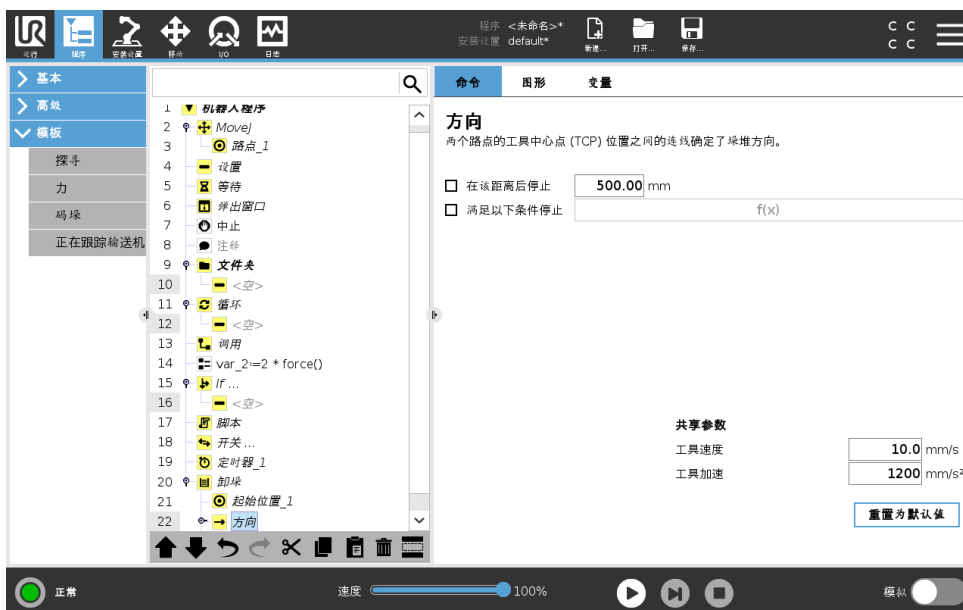 程序 <未命名>*
安装设置 default*
运行 程序 安装设置 移动 I/O 日志
新建... 打开... 保存...
C C
C C
基本
高级
模板
探寻
力
码垛
正在跟踪输送机
1 机器人程序
2 MoveJ
3 路点_1
4 设置
5 等待
6 弹出窗口
7 中止
8 注释
9 文件夹
10 <空>
11 循环
12 <空>
13 调用
14 var_2:=2 * force()
15 If ...
16 <空>
17 脚本
18 开关 ...
19 定时器_1
20 卸垛
21 起始位置_1
22 方向
命令 图形 变量
方向
两个路点的工具中心点 (TCP) 位置之间的连线确定了垛堆方向。
在该距离后停止 500.00 mm
满足以下条件停止 f(x)
共享参数
工具速度 10.0 mm/s
工具加速 1200 mm/s²
重置为默认值
正常
速度 100%
模拟